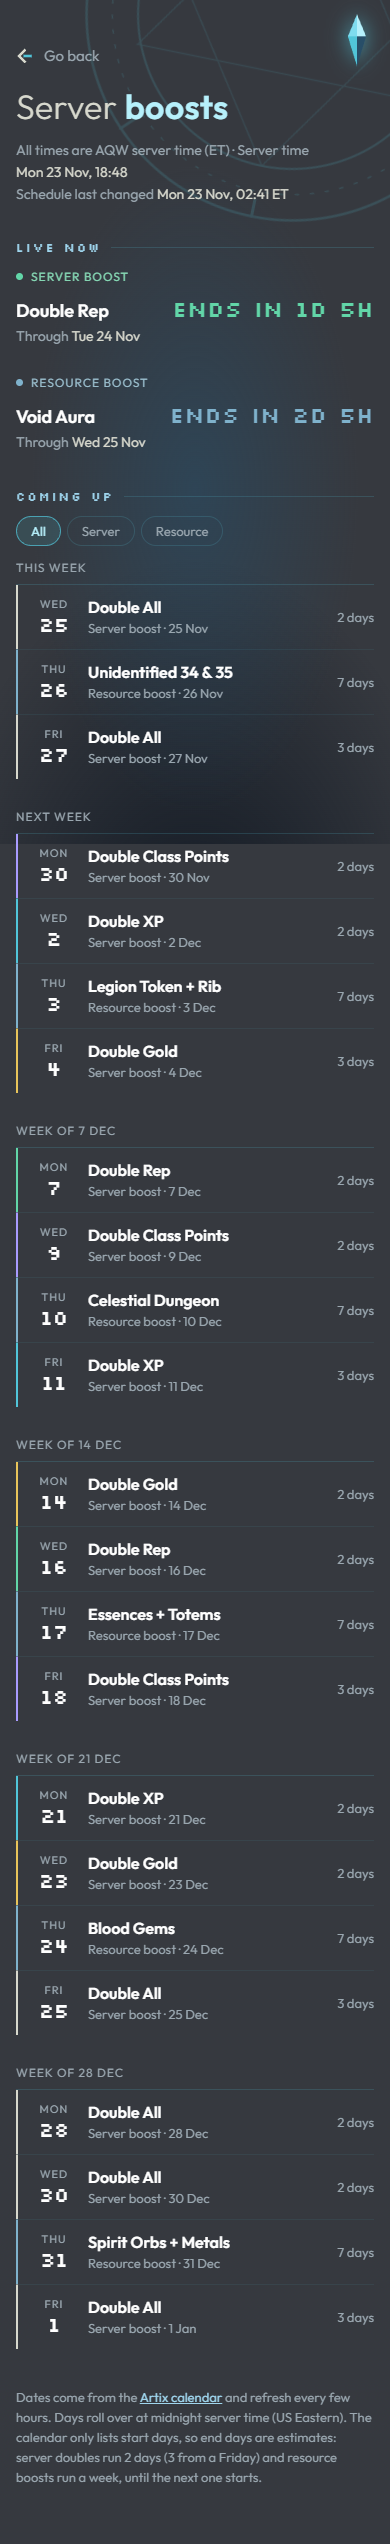 Go back
Server boosts
All times are AQW server time (ET) · Server time
Mon 23 Nov, 18:48
Schedule last changed Mon 23 Nov, 02:41 ET
LIVE NOW
SERVER BOOST
Double Rep ENDS IN 1D 5H
Through Tue 24 Nov
RESOURCE BOOST
Void Aura ENDS IN 2D 5H
Through Wed 25 Nov
COMING UP
All Server Resource
THIS WEEK
WED 25 Double All
Server boost · 25 Nov 2 days
THU 26 Unidentified 34 & 35
Resource boost · 26 Nov 7 days
FRI 27 Double All
Server boost · 27 Nov 3 days
NEXT WEEK
MON 30 Double Class Points
Server boost · 30 Nov 2 days
WED 2 Double XP
Server boost · 2 Dec 2 days
THU 3 Legion Token + Rib
Resource boost · 3 Dec 7 days
FRI 4 Double Gold
Server boost · 4 Dec 3 days
WEEK OF 7 DEC
MON 7 Double Rep
Server boost · 7 Dec 2 days
WED 9 Double Class Points
Server boost · 9 Dec 2 days
THU 10 Celestial Dungeon
Resource boost · 10 Dec 7 days
FRI 11 Double XP
Server boost · 11 Dec 3 days
WEEK OF 14 DEC
MON 14 Double Gold
Server boost · 14 Dec 2 days
WED 16 Double Rep
Server boost · 16 Dec 2 days
THU 17 Essences + Totems
Resource boost · 17 Dec 7 days
FRI 18 Double Class Points
Server boost · 18 Dec 3 days
WEEK OF 21 DEC
MON 21 Double XP
Server boost · 21 Dec 2 days
WED 23 Double Gold
Server boost · 23 Dec 2 days
THU 24 Blood Gems
Resource boost · 24 Dec 7 days
FRI 25 Double All
Server boost · 25 Dec 3 days
WEEK OF 28 DEC
MON 28 Double All
Server boost · 28 Dec 2 days
WED 30 Double All
Server boost · 30 Dec 2 days
THU 31 Spirit Orbs + Metals
Resource boost · 31 Dec 7 days
FRI 1 Double All
Server boost · 1 Jan 3 days
Dates come from the Artix calendar and refresh every few
hours. Days roll over at midnight server time (US Eastern). The
calendar only lists start days, so end days are estimates:
server doubles run 2 days (3 from a Friday) and resource
boosts run a week, until the next one starts.